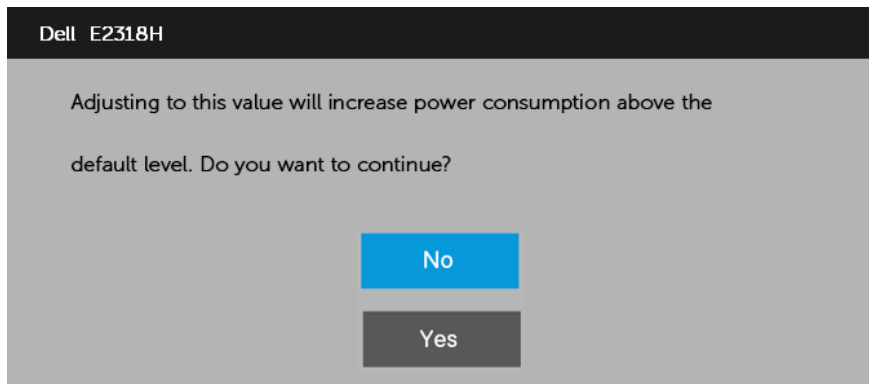 Dell E2318H
Adjusting to this value will increase power consumption above the
default level. Do you want to continue?
No
Yes